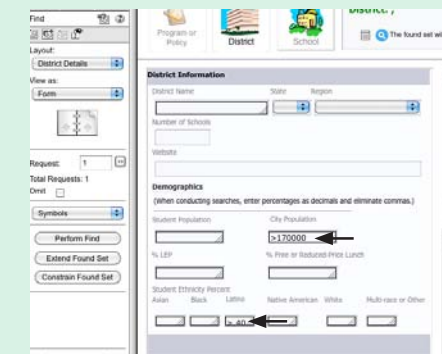 Find
Layout:
District Details
View as:
Form
Request: 1
Total Requests: 1
Omit
Symbols
Perform Find
Extend Found Set
Constrain Found Set
Program or Policy
District
School
The found set wi
District Information
District Name State Region
Number of Schools
Website
Demographics
(When conducting searches, enter percentages as decimals and eliminate commas.)
Student Population City Population
>170000
% LEP % Free or Reduced-Price Lunch
Student Ethnicity Percent
Asian Black Latino Native American White Multi-race or Other
>.40